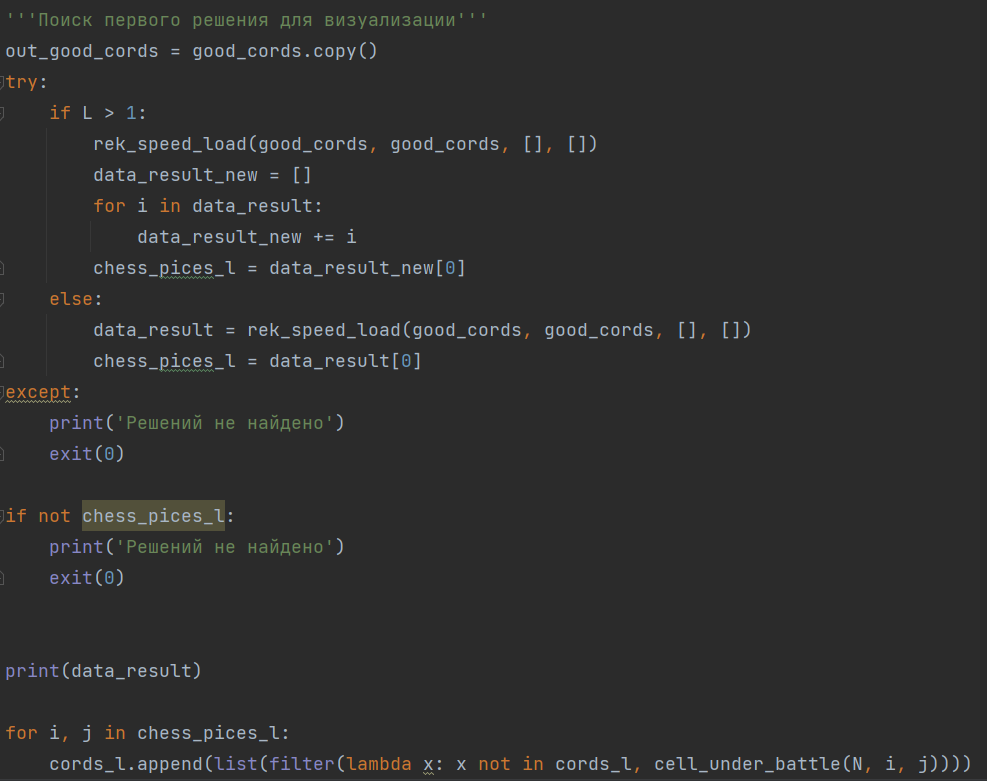 '''Поиск первого решения для визуализации'''
out_good_cords = good_cords.copy()
try:
    if L > 1:
        rek_speed_load(good_cords, good_cords, [], [])
        data_result_new = []
        for i in data_result:
            data_result_new += i
        chess_pices_l = data_result_new[0]
    else:
        data_result = rek_speed_load(good_cords, good_cords, [], [])
        chess_pices_l = data_result[0]
except:
    print('Решений не найдено')
    exit(0)

if not chess_pices_l:
    print('Решений не найдено')
    exit(0)


print(data_result)

for i, j in chess_pices_l:
    cords_l.append(list(filter(lambda x: x not in cords_l, cell_under_battle(N, i, j))))